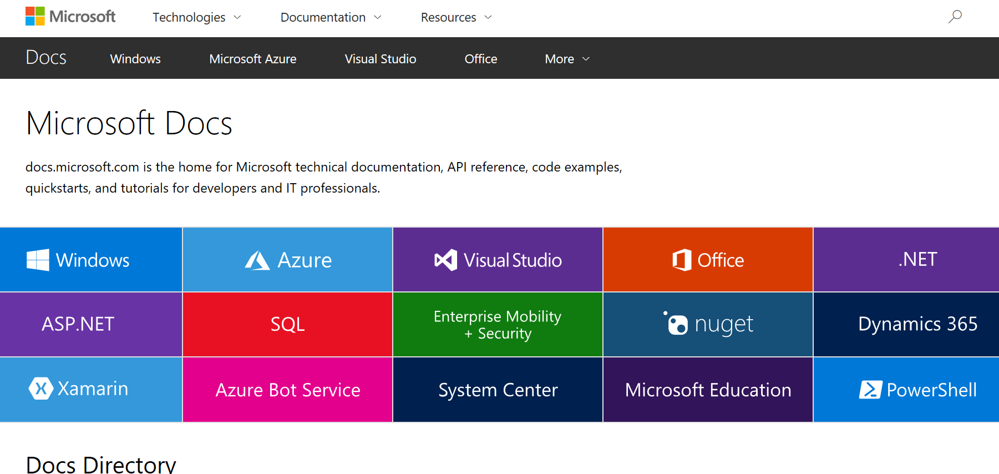 Microsoft Technologies Documentation Resources
Docs Windows Microsoft Azure Visual Studio Office More
Microsoft Docs
docs.microsoft.com is the home for Microsoft technical documentation, API reference, code examples,
quickstarts, and tutorials for developers and IT professionals.
Windows Azure Visual Studio Office .NET
ASP.NET SQL Enterprise Mobility
+ Security nuget Dynamics 365
Xamarin Azure Bot Service System Center Microsoft Education PowerShell
Docs Directory